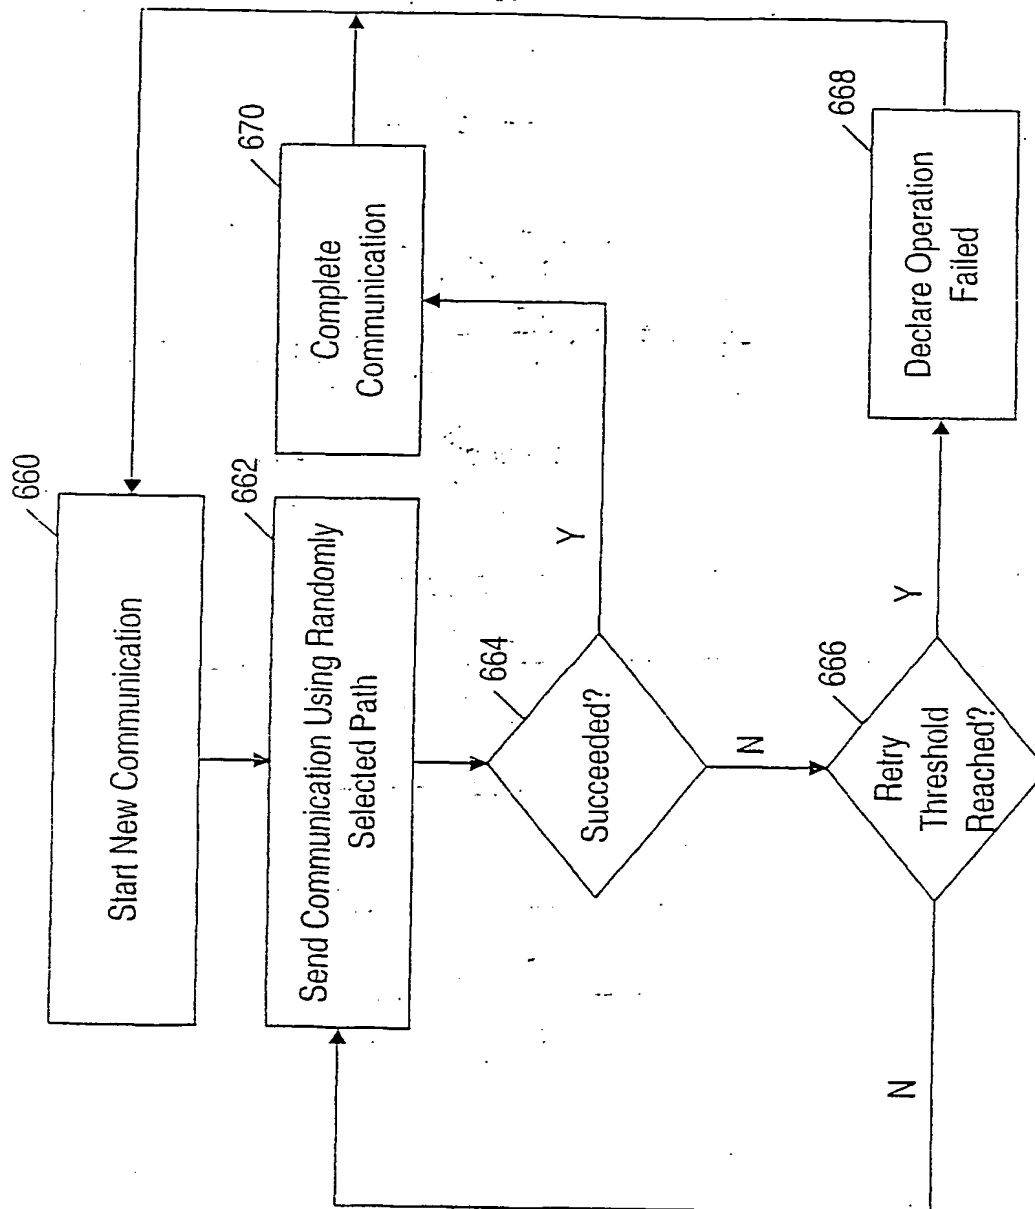 660
Start New Communication
662
Send Communication Using Randomly
Selected Path
664
Succeeded?
Y
670
Complete
Communication
N
666
Retry
Threshold
Reached?
Y
668
Declare Operation
Failed
N